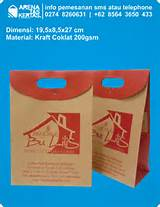 ARENA KERTAS
info pemesanan sms atau telephone
0274 8260631 | +62 8564 3650 433
Dimensi: 19,5x8,5x27 cm
Material: Kraft Coklat 200gsm